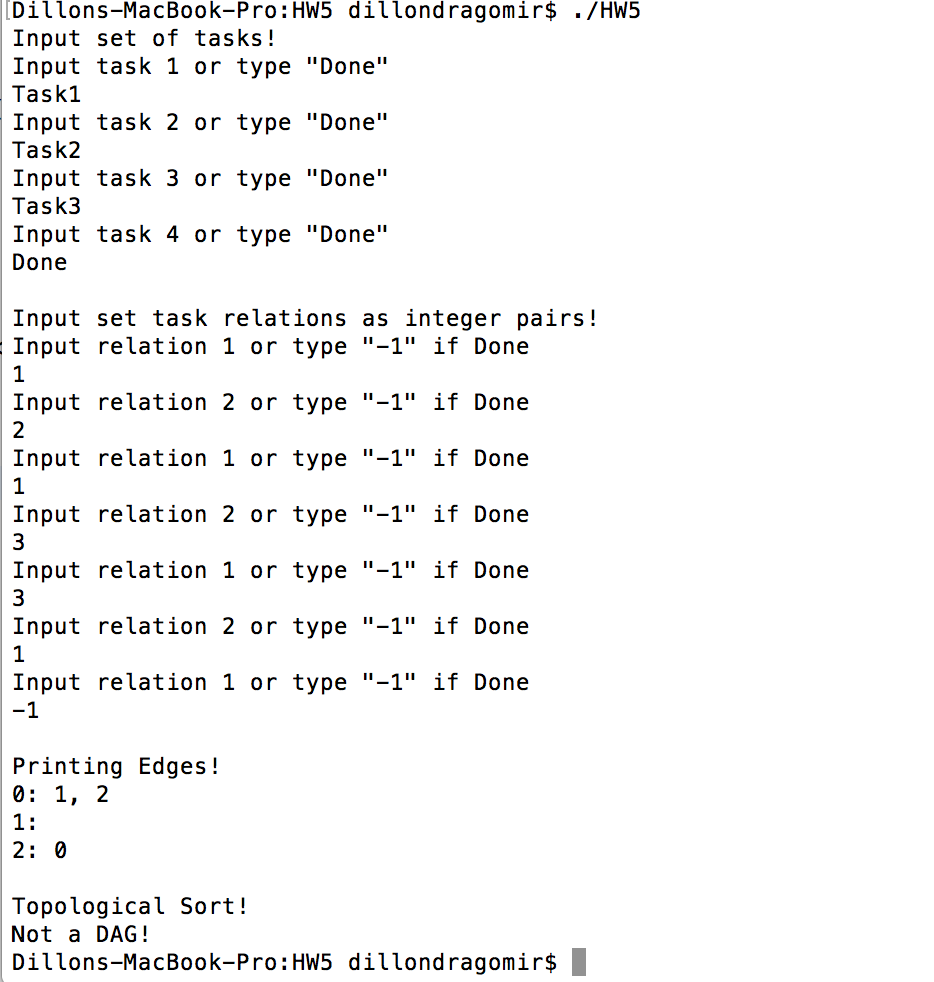 [Dillons-MacBook-Pro:HW5 dillondragomir$ ./HW5
Input set of tasks!
Input task 1 or type "Done"
Task1
Input task 2 or type "Done"
Task2
Input task 3 or type "Done"
Task3
Input task 4 or type "Done"
Done
Input set task relations as integer pairs!
Input relation 1 or type "-1" if Done
1
Input relation 2 or type "-1" if Done
2
Input relation 1 or type "-1" if Done
1
Input relation 2 or type "-1" if Done
3
Input relation 1 or type "-1" if Done
3
Input relation 2 or type "-1" if Done
1
Input relation 1 or type "-1" if Done
-1
Printing Edges!
0: 1, 2
1:
2: 0
Topological Sort!
Not a DAG!
Dillons-MacBook-Pro:HW5 dillondragomir$